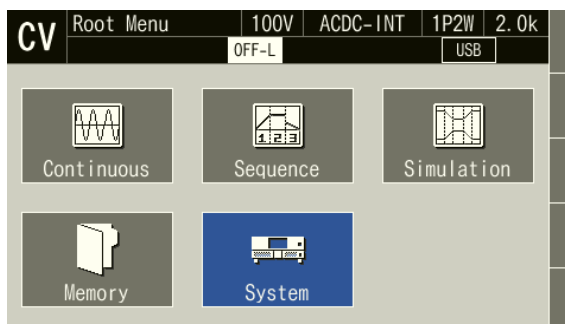 CV Root Menu 100V ACDC-INT 1P2W 2.0k
OFF-L USB
1 2 3
Continuous Sequence Simulation
Memory System